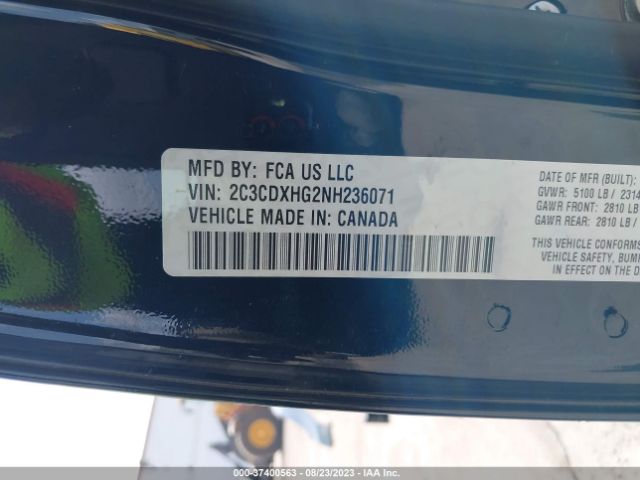 MFD BY: FCA US LLC
VIN: 2C3CDXHG2NH236071
VEHICLE MADE IN: CANADA
DATE OF MFR (BUILT):
GVWR: 5100 LB / 2314
GAWR FRONT: 2810 LB
GAWR REAR: 2810 LB /
THIS VEHICLE CONFORMS
VEHICLE SAFETY, BUMP
IN EFFECT ON THE D
© - 37400563 - 08/23/2023 - IAA Inc.